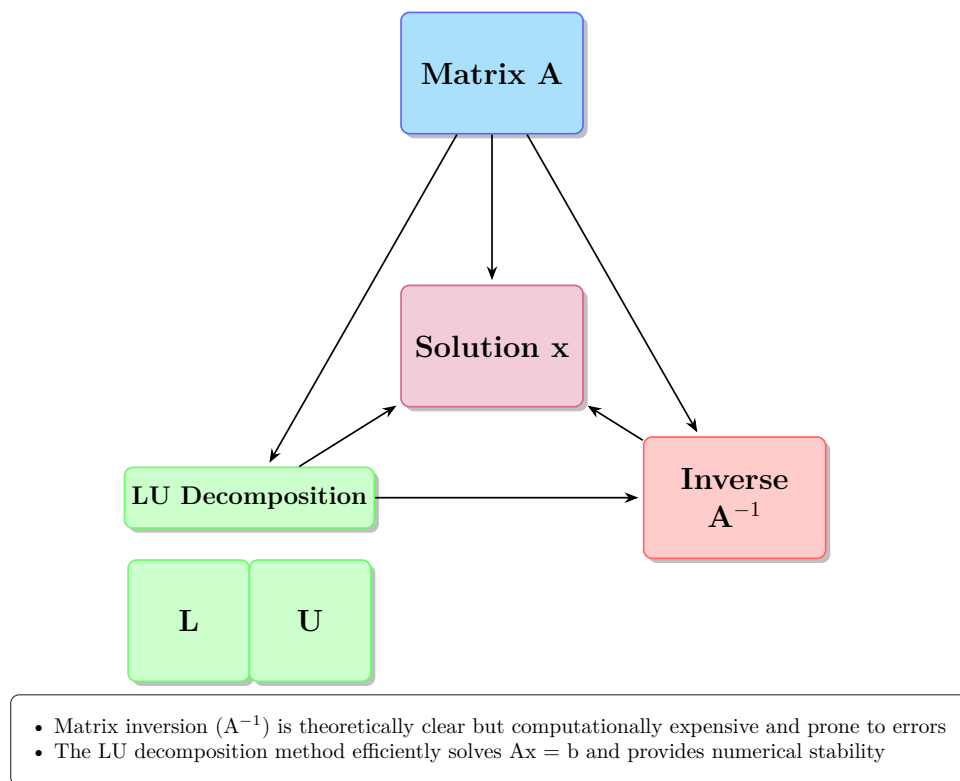 Matrix A
Solution x
LU Decomposition
Inverse
A⁻¹
L
U
• Matrix inversion (A⁻¹) is theoretically clear but computationally expensive and prone to errors
• The LU decomposition method efficiently solves Ax = b and provides numerical stability